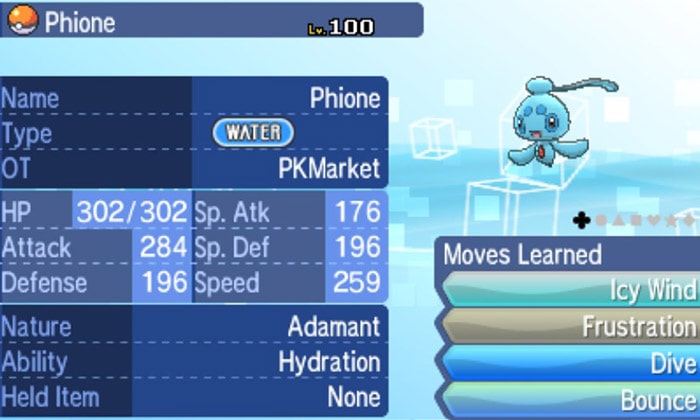 Phione Lv.100
Name Phione
Type WATER
OT PKMarket
HP 302/302 Sp. Atk 176
Attack 284 Sp. Def 196
Defense 196 Speed 259
Nature Adamant
Ability Hydration
Held Item None
Moves Learned
Icy Wind
Frustration
Dive
Bounce